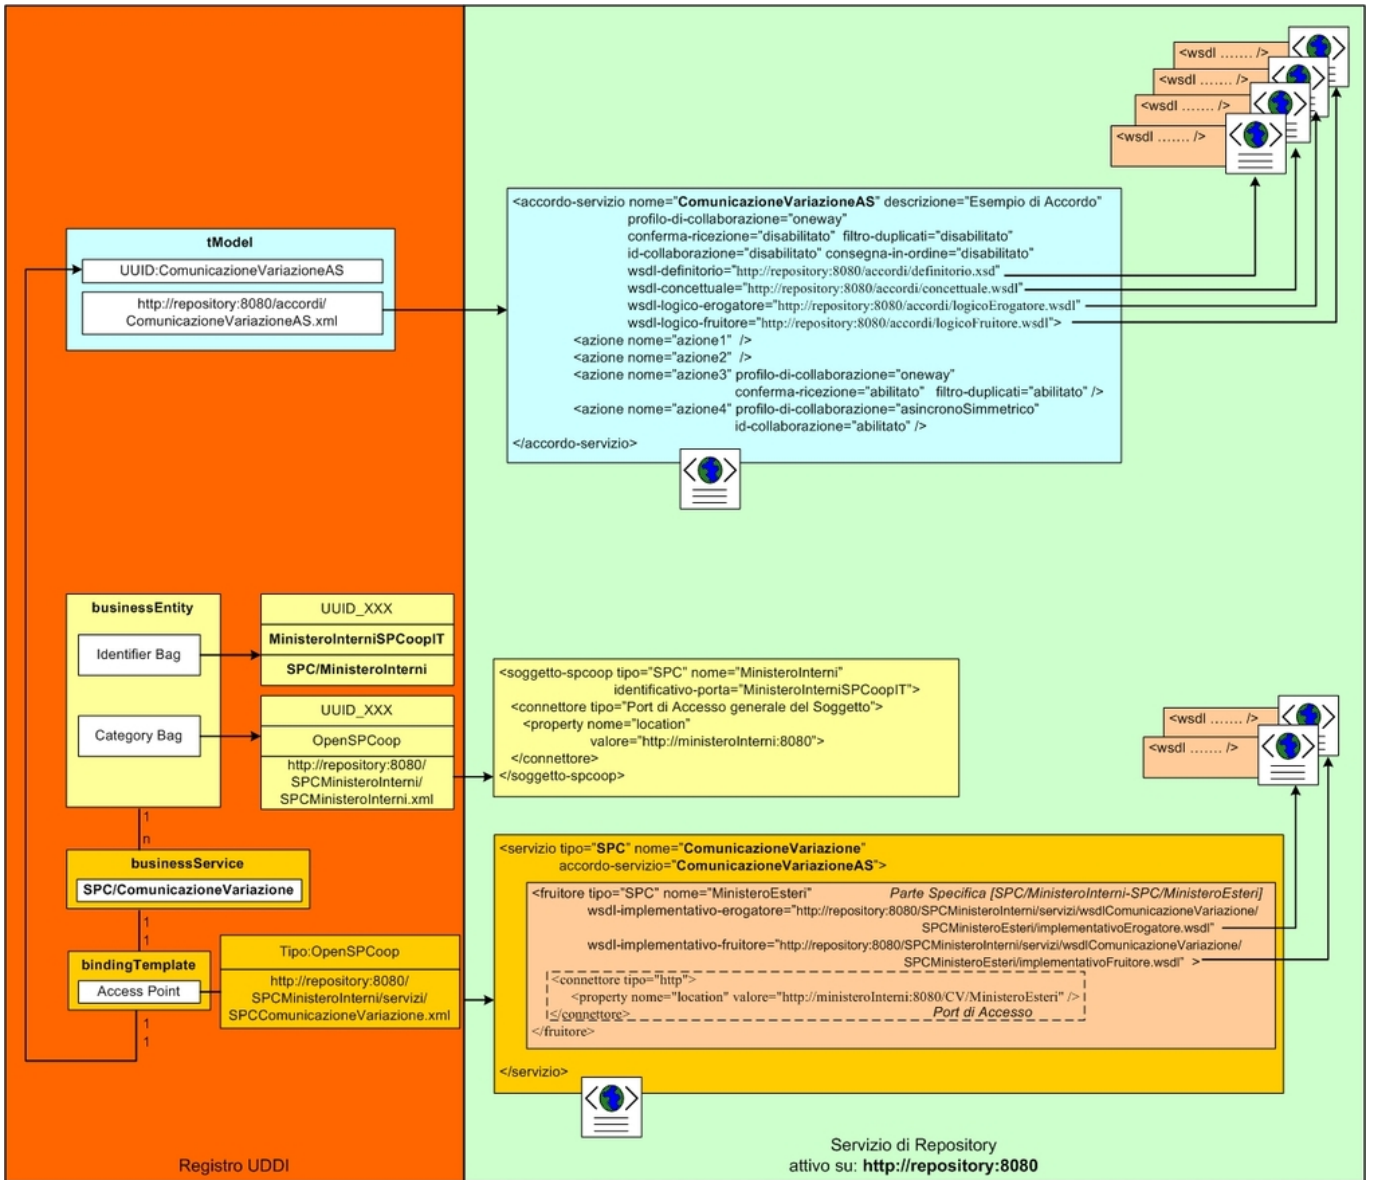 <wsdl ....... />
<wsdl ....... />
<wsdl ....... />
<wsdl ....... />
tModel
UUID:ComunicazioneVariazioneAS
http://repository:8080/accordi/
ComunicazioneVariazioneAS.xml
<accordo-servizio nome="ComunicazioneVariazioneAS" descrizione="Esempio di Accordo"
profilo-di-collaborazione="oneway"
conferma-ricezione="disabilitato" filtro-duplicati="disabilitato"
id-collaborazione="disabilitato" consegna-in-ordine="disabilitato"
wsdl-definitorio="http://repository:8080/accordi/definitorio.xsd"
wsdl-concettuale="http://repository:8080/accordi/concettuale.wsdl"
wsdl-logico-erogatore="http://repository:8080/accordi/logicoErogatore.wsdl"
wsdl-logico-fruitore="http://repository:8080/accordi/logicoFruitore.wsdl">
<azione nome="azione1" />
<azione nome="azione2" />
<azione nome="azione3" profilo-di-collaborazione="oneway"
conferma-ricezione="abilitato" filtro-duplicati="abilitato" />
<azione nome="azione4" profilo-di-collaborazione="asincronoSimmetrico"
id-collaborazione="abilitato" />
</accordo-servizio>
businessEntity
Identifier Bag
Category Bag
UUID_XXX
MinisteroInterniSPCoopIT
SPC/MinisteroInterni
UUID_XXX
OpenSPCoop
http://repository:8080/
SPCMinisteroInterni/
SPCMinisteroInterni.xml
<soggetto-spcoop tipo="SPC" nome="MinisteroInterni"
identificativo-porta="MinisteroInterniSPCoopIT">
<connettore tipo="Port di Accesso generale del Soggetto">
<property name="location"
valore="http://ministeroInterni:8080">
</connettore>
</soggetto-spcoop>
<wsdl ....... />
<wsdl ....... />
1
n
businessService
SPC/ComunicazioneVariazione
1
1
bindingTemplate
Access Point
1
1
Tipo:OpenSPCoop
http://repository:8080/
SPCMinisteroInterni/servizi/
SPCComunicazioneVariazione.xml
<servizio tipo="SPC" nome="ComunicazioneVariazione"
accordo-servizio="ComunicazioneVariazioneAS">
<fruitore tipo="SPC" nome="MinisteroEsteri" Parte Specifica [SPC/MinisteroInterni-SPC/MinisteroEsteri]
wsdl-implementativo-erogatore="http://repository:8080/SPCMinisteroInterni/servizi/wsdlComunicazioneVariazione/
SPCMinisteroEsteri/implementativoErogatore.wsdl"
wsdl-implementativo-fruitore="http://repository:8080/SPCMinisteroInterni/servizi/wsdlComunicazioneVariazione/
SPCMinisteroEsteri/implementativoFruitore.wsdl" >
<connettore tipo="http">
<property name="location" valore="http://ministeroInterni:8080/CV/MinisteroEsteri" />
</connettore> Port di Accesso
</fruitore>
</servizio>
Registro UDDI
Servizio di Repository
attivo su: http://repository:8080